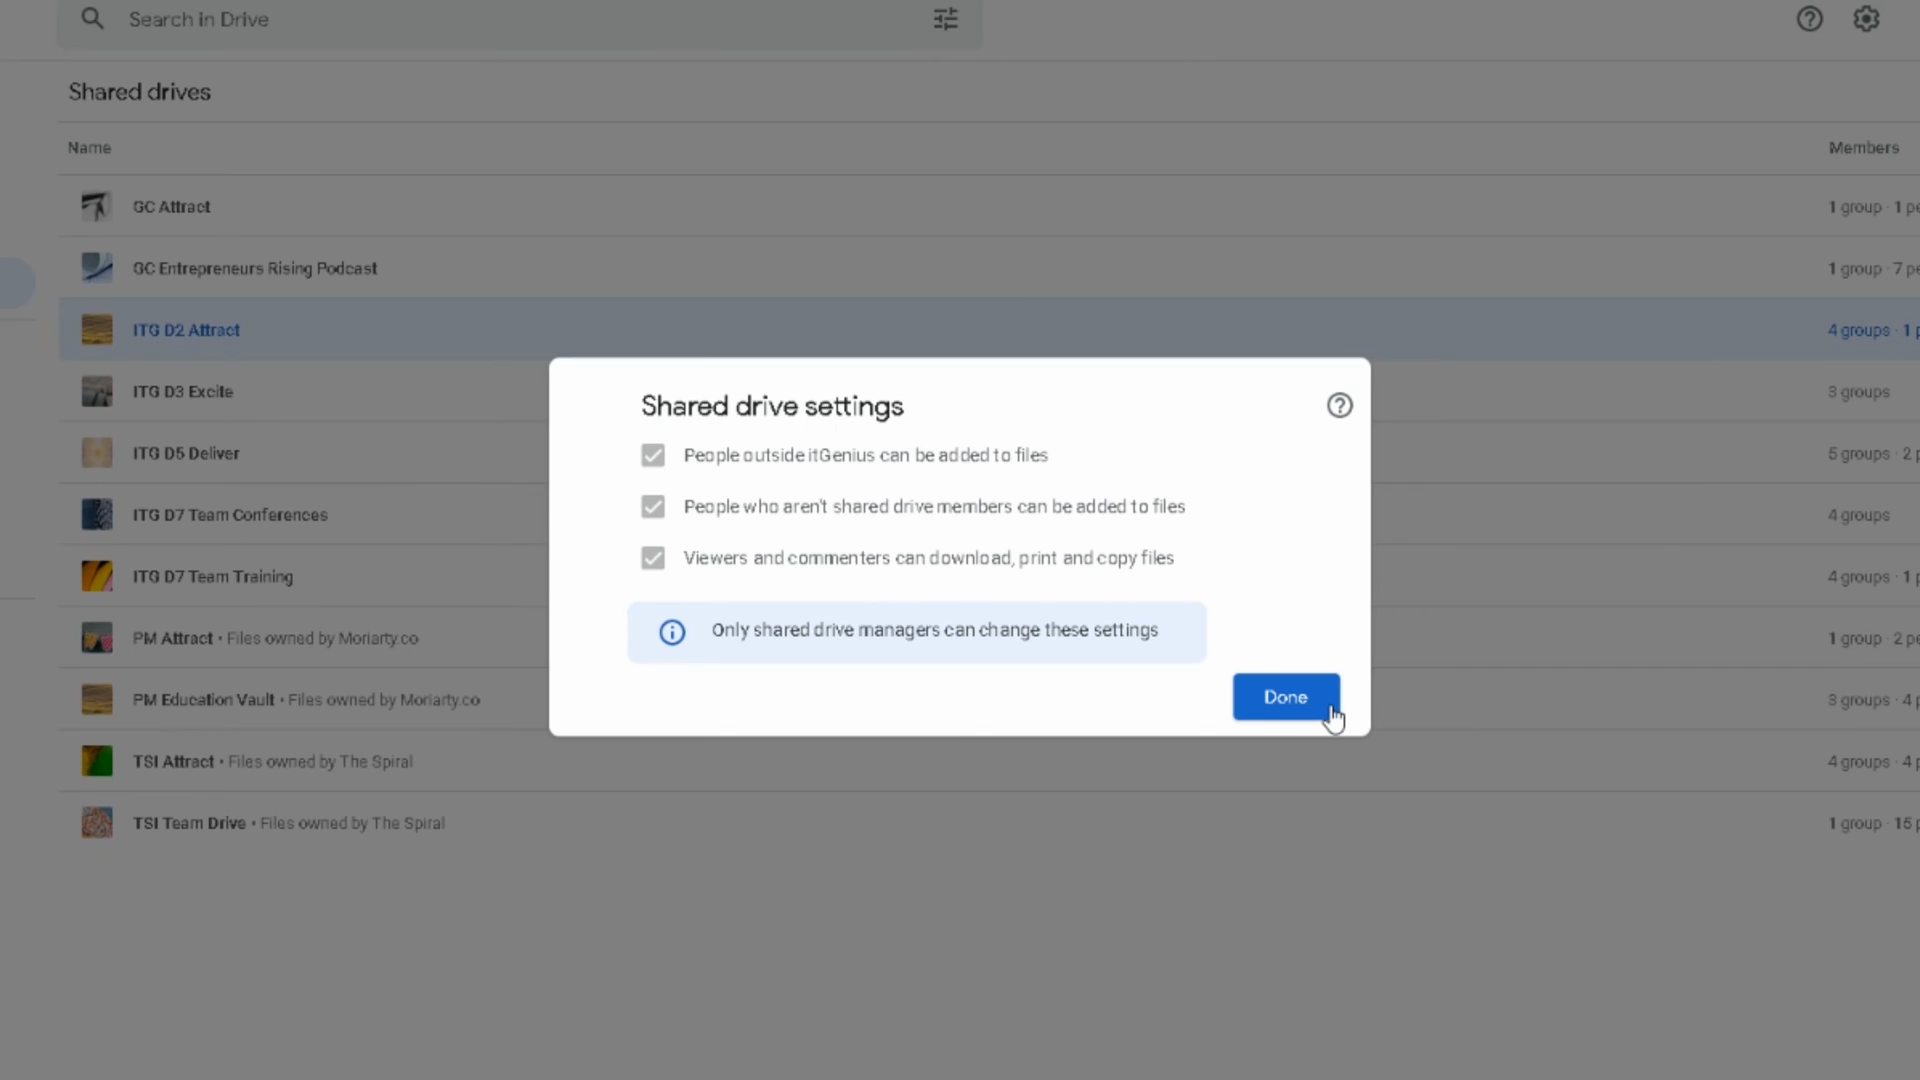 Search in Drive
Shared drives
Name
Members
GC Attract
1 group · 1
GC Entrepreneurs Rising Podcast
1 group · 7
ITG D2 Attract
4 groups · 1
ITG D3 Excite
3 groups
ITG D5 Deliver
5 groups · 2
ITG D7 Team Conferences
4 groups
ITG D7 Team Training
4 groups · 1
PM Attract • Files owned by Moriarty.co
1 group · 2
PM Education Vault • Files owned by Moriarty.co
3 groups · 4
TSI Attract • Files owned by The Spiral
4 groups · 4
TSI Team Drive • Files owned by The Spiral
1 group · 15
Shared drive settings
People outside itGenius can be added to files
People who aren't shared drive members can be added to files
Viewers and commenters can download, print and copy files
Only shared drive managers can change these settings
Done